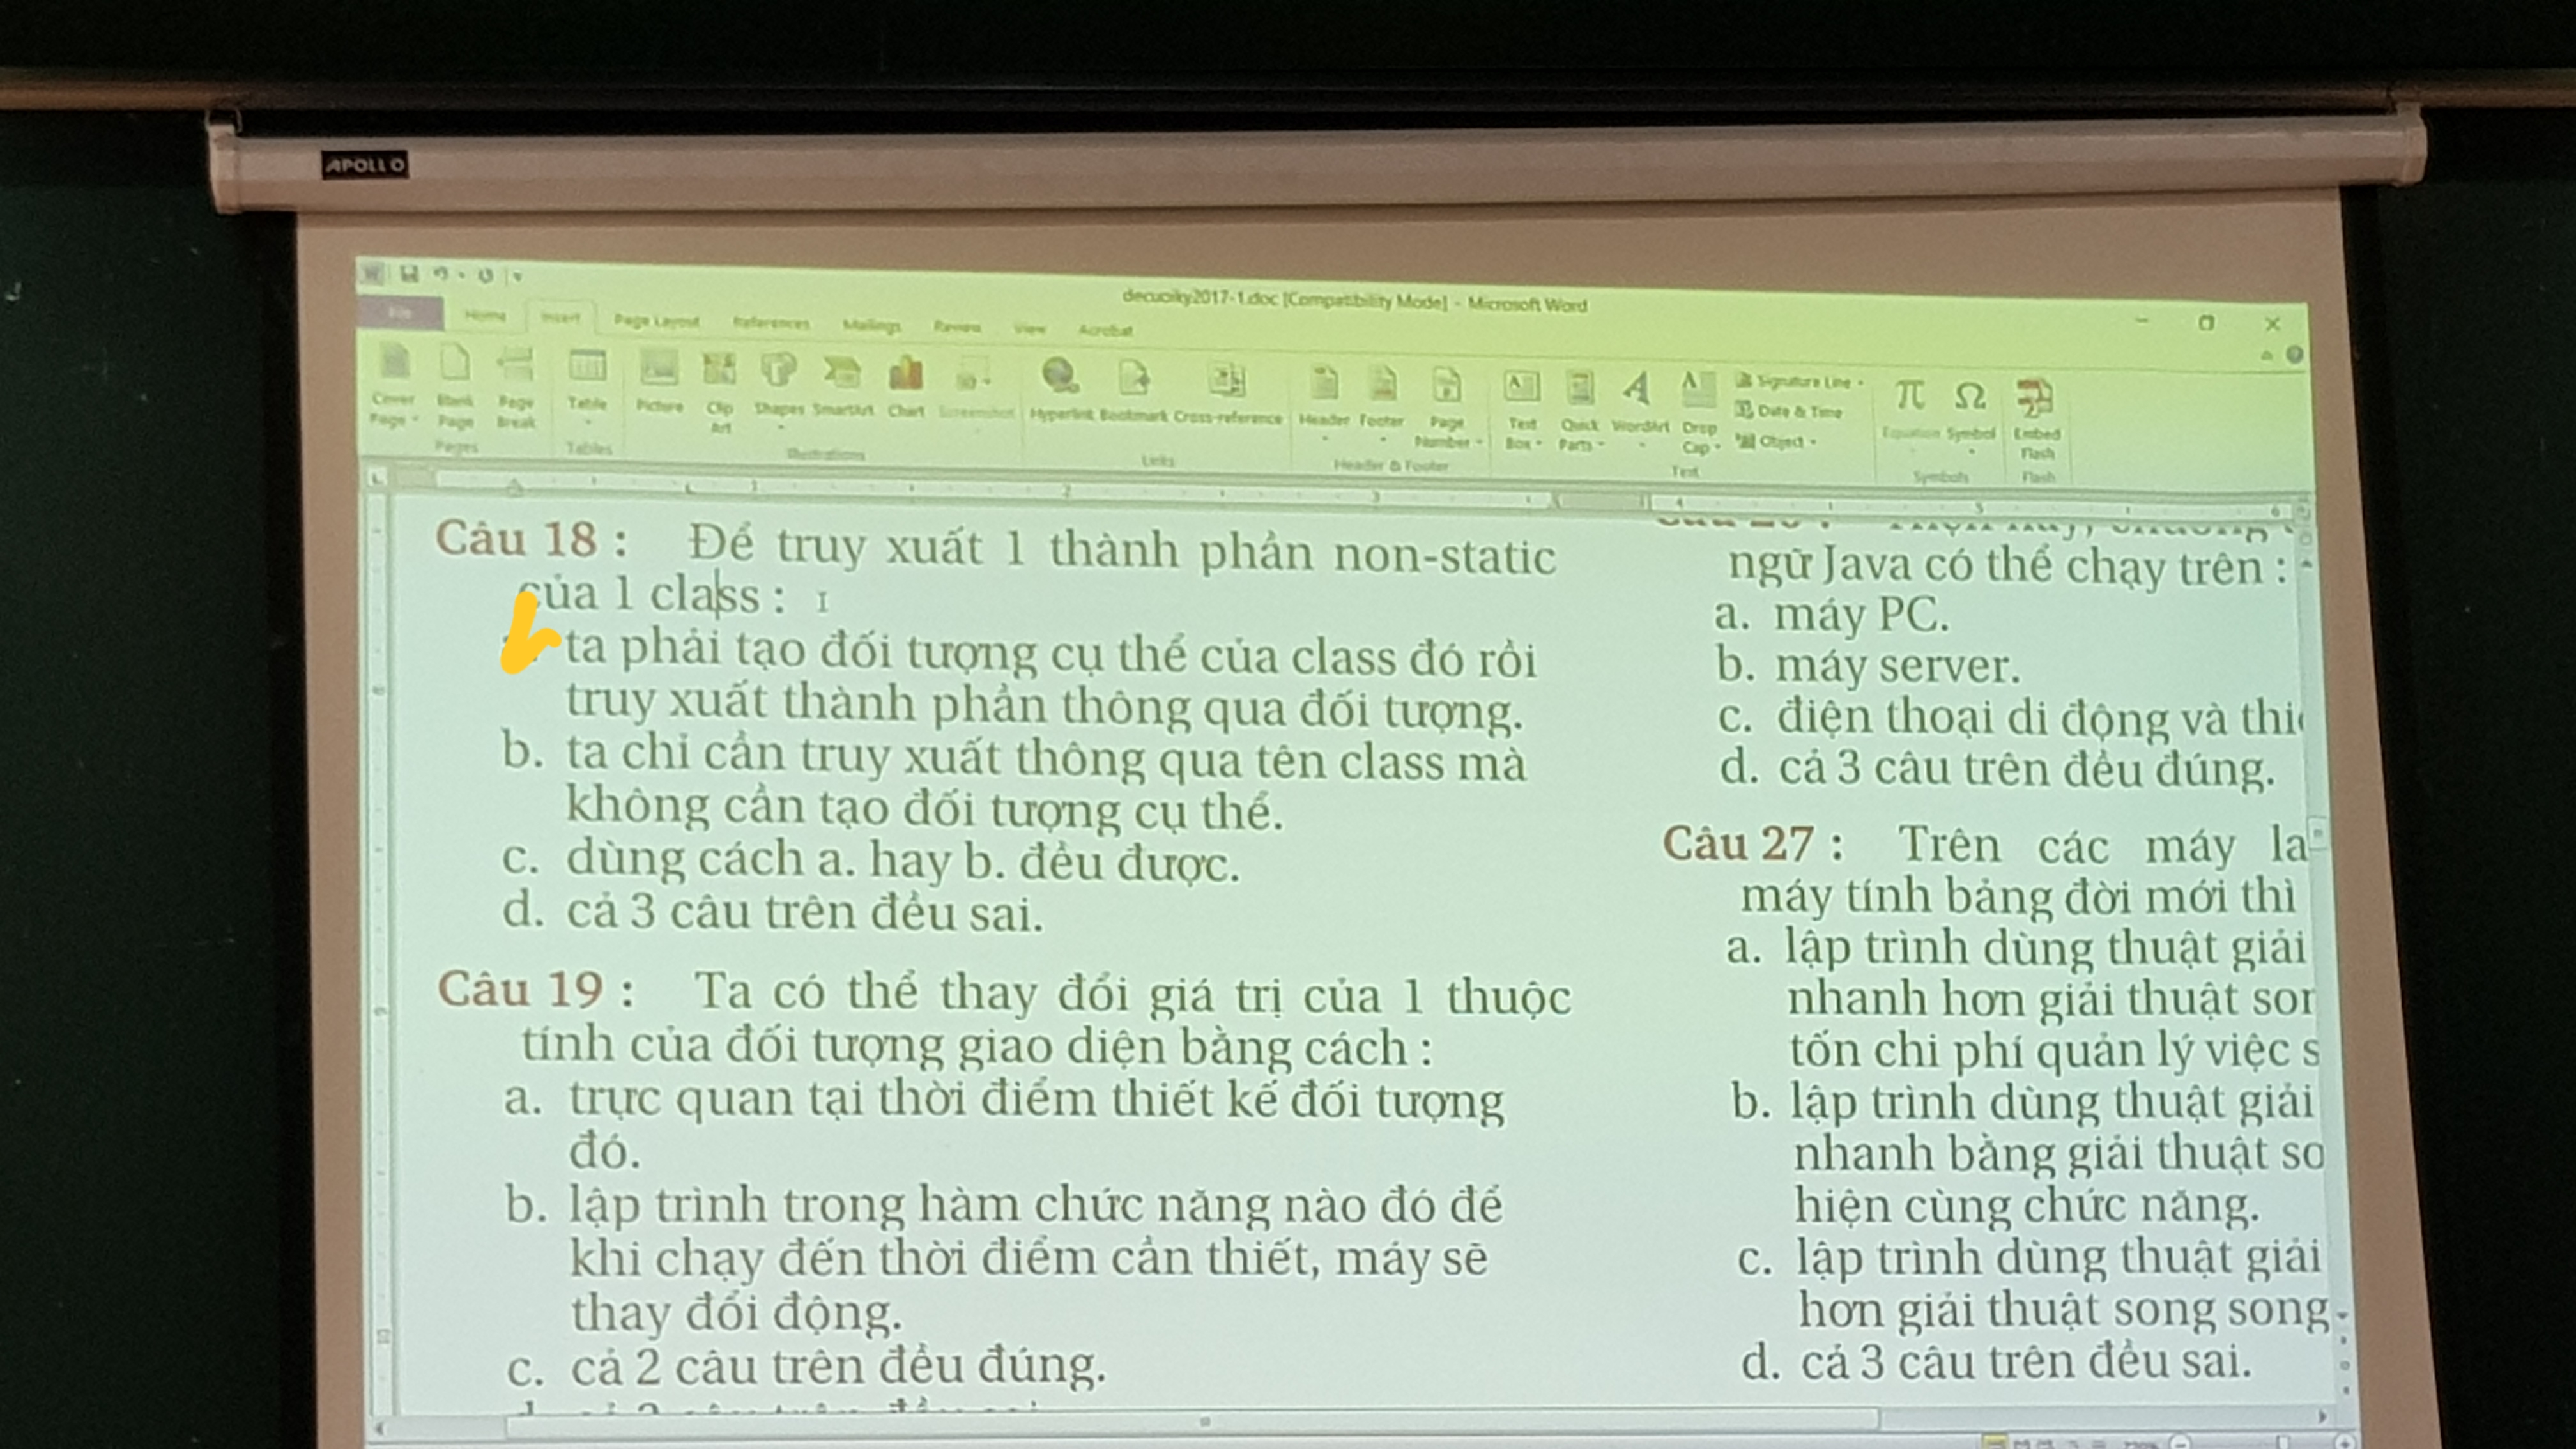 APOLLO
decuoiky2017-1.doc [Compatibility Mode] - Microsoft Word
File Home Insert Page Layout References Mailings Review View Acrobat
Cover Page
Blank Page
Page Break
Table
Picture
Clip Art
Shapes
SmartArt
Chart
Screenshot
Hyperlink
Bookmark
Cross-reference
Header
Footer
Page Number
Text Box
Quick Parts
WordArt
Drop Cap
Signature Line
Date & Time
Object
Equation
Symbol
Embed Flash
Pages
Tables
Illustrations
Links
Header & Footer
Text
Symbols
Flash
Câu 18 : Để truy xuất 1 thành phần non-static
của 1 class :
ta phải tạo đối tượng cụ thể của class đó rồi
truy xuất thành phần thông qua đối tượng.
b. ta chỉ cần truy xuất thông qua tên class mà
không cần tạo đối tượng cụ thể.
c. dùng cách a. hay b. đều được.
d. cả 3 câu trên đều sai.
Câu 19 : Ta có thể thay đổi giá trị của 1 thuộc
tính của đối tượng giao diện bằng cách :
a. trực quan tại thời điểm thiết kế đối tượng
đó.
b. lập trình trong hàm chức năng nào đó để
khi chạy đến thời điểm cần thiết, máy sẽ
thay đổi động.
c. cả 2 câu trên đều đúng.
ngữ Java có thể chạy trên :
a. máy PC.
b. máy server.
c. điện thoại di động và
d. cả 3 câu trên đều đúng.
Câu 27 : Trên các máy
máy tính bảng đời mới thì
a. lập trình dùng thuật giải
nhanh hơn giải thuật
tốn chi phí quản lý việc
b. lập trình dùng thuật giải
nhanh bằng giải thuật
hiện cùng chức năng.
c. lập trình dùng thuật giải
hơn giải thuật song song
d. cả 3 câu trên đều sai.